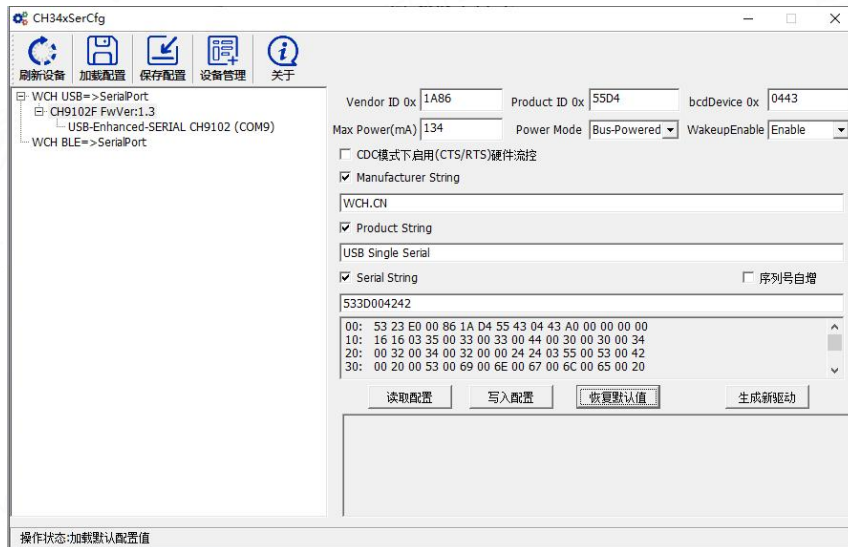 CH34xSerCfg
刷新设备 加载配置 保存配置 设备管理 关于
WCH USB=>SerialPort
CH9102F FwVer:1.3
USB-Enhanced-SERIAL CH9102 (COM9)
WCH BLE=>SerialPort
Vendor ID 0x 1A86 Product ID 0x 55D4 bcdDevice 0x 0443
Max Power(mA) 134 Power Mode Bus-Powered WakeupEnable Enable
CDC模式下启用(CTS/RTS)硬件流控
Manufacturer String
WCH.CN
Product String
USB Single Serial
Serial String 序列号自增
533D004242
00: 53 23 E0 00 86 1A D4 55 43 04 43 A0 00 00 00 00
10: 16 16 03 35 00 33 00 33 00 44 00 30 00 30 00 34
20: 00 32 00 34 00 32 00 00 24 24 03 55 00 53 00 42
30: 00 20 00 53 00 69 00 6E 00 67 00 6C 00 65 00 20
读取配置 写入配置 恢复默认值 生成新驱动
操作状态:加载默认配置值